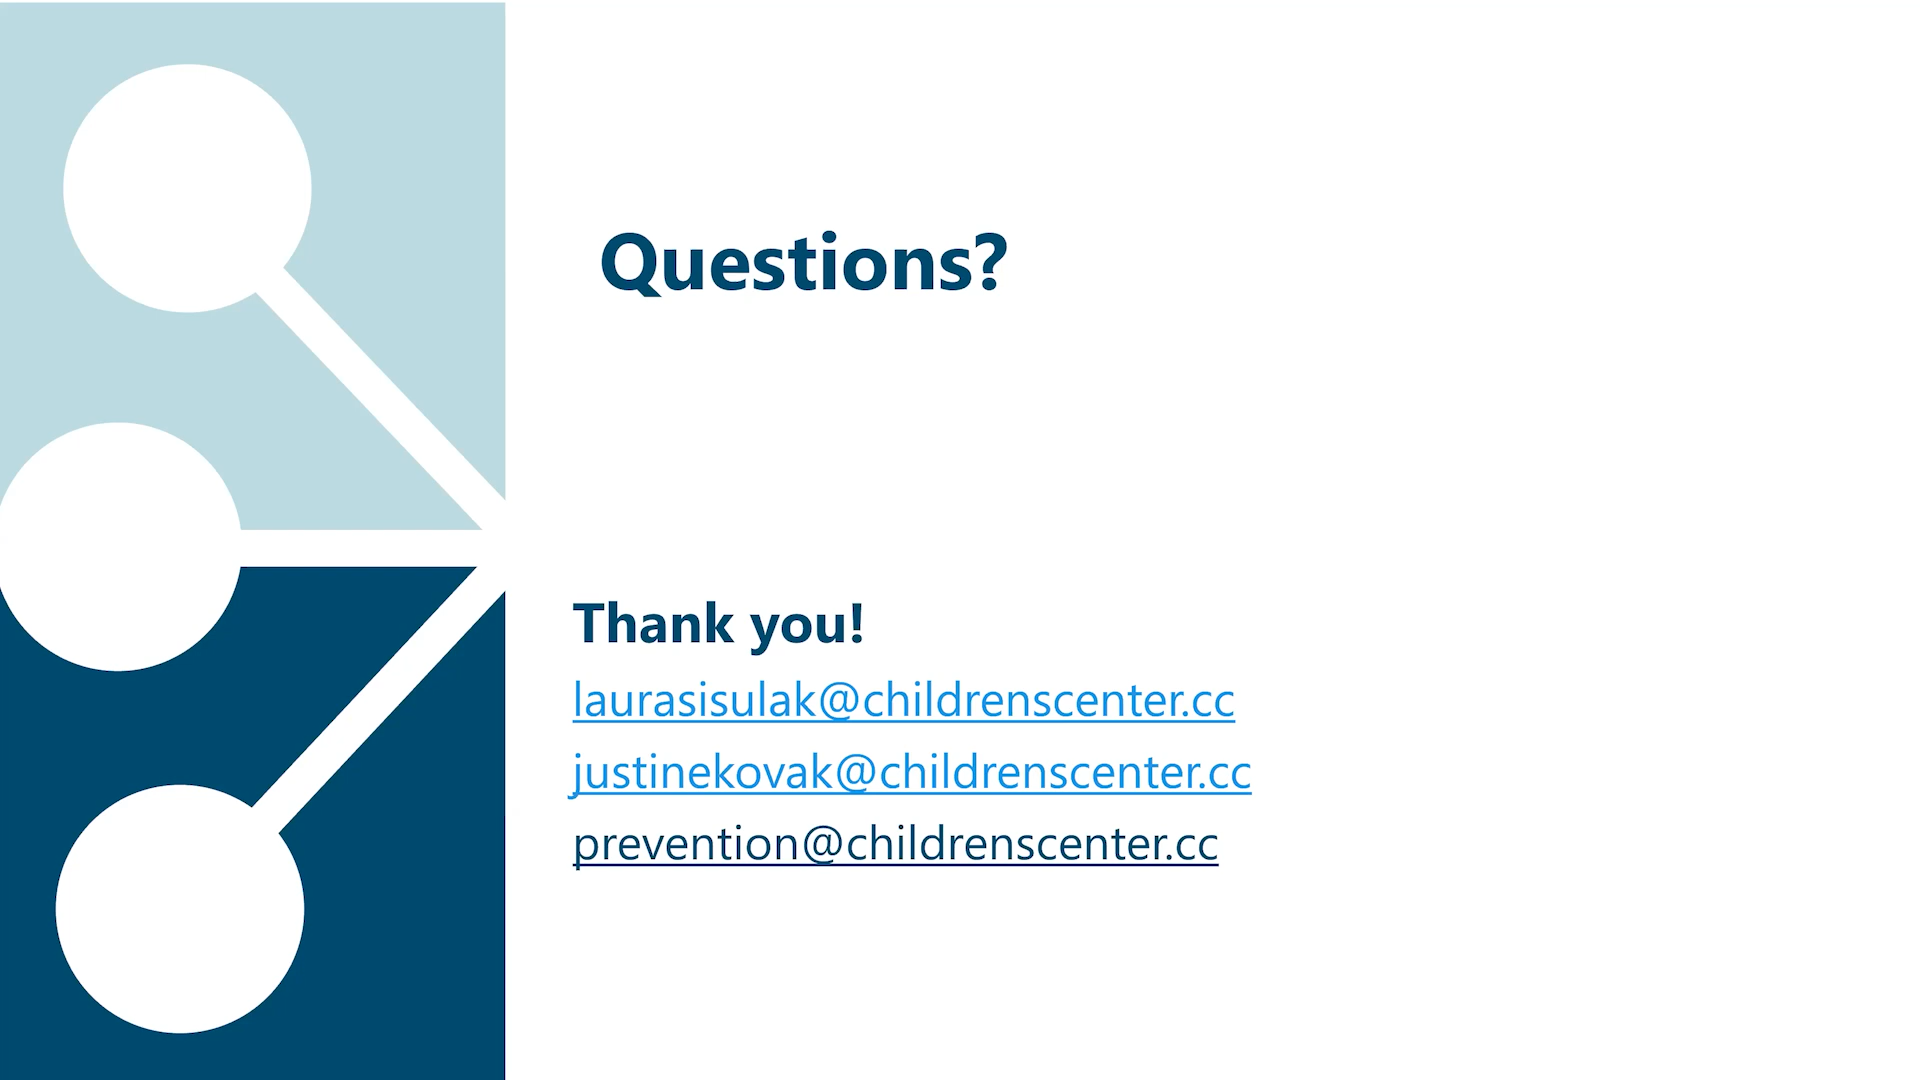 Questions?
Thank you!
laurasisulak@childrenscenter.cc
justinekovak@childrenscenter.cc
prevention@childrenscenter.cc